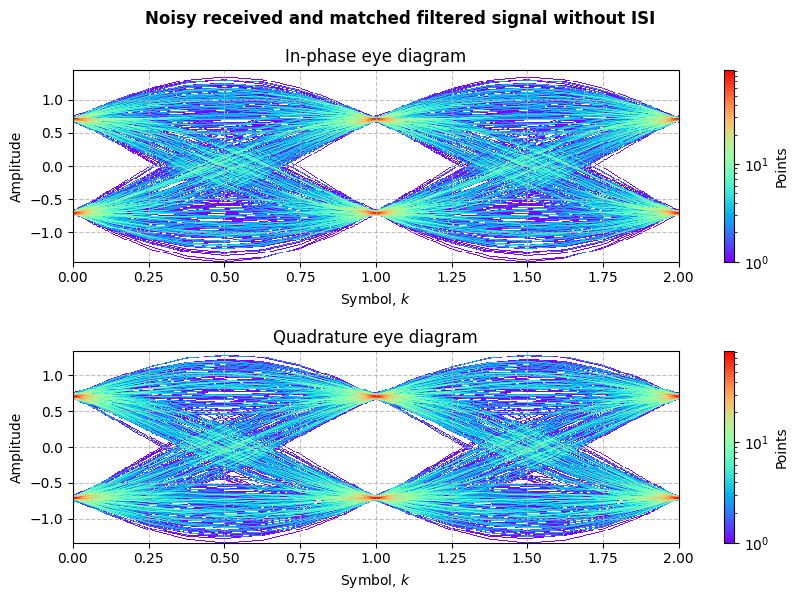 Noisy received and matched filtered signal without ISI
In-phase eye diagram
Amplitude
1.0
0.5
0.0
−0.5
−1.0
0.00 0.25 0.50 0.75 1.00 1.25 1.50 1.75 2.00
Symbol, k
10¹
10⁰
Points
Quadrature eye diagram
Amplitude
1.0
0.5
0.0
−0.5
−1.0
0.00 0.25 0.50 0.75 1.00 1.25 1.50 1.75 2.00
Symbol, k
10¹
10⁰
Points